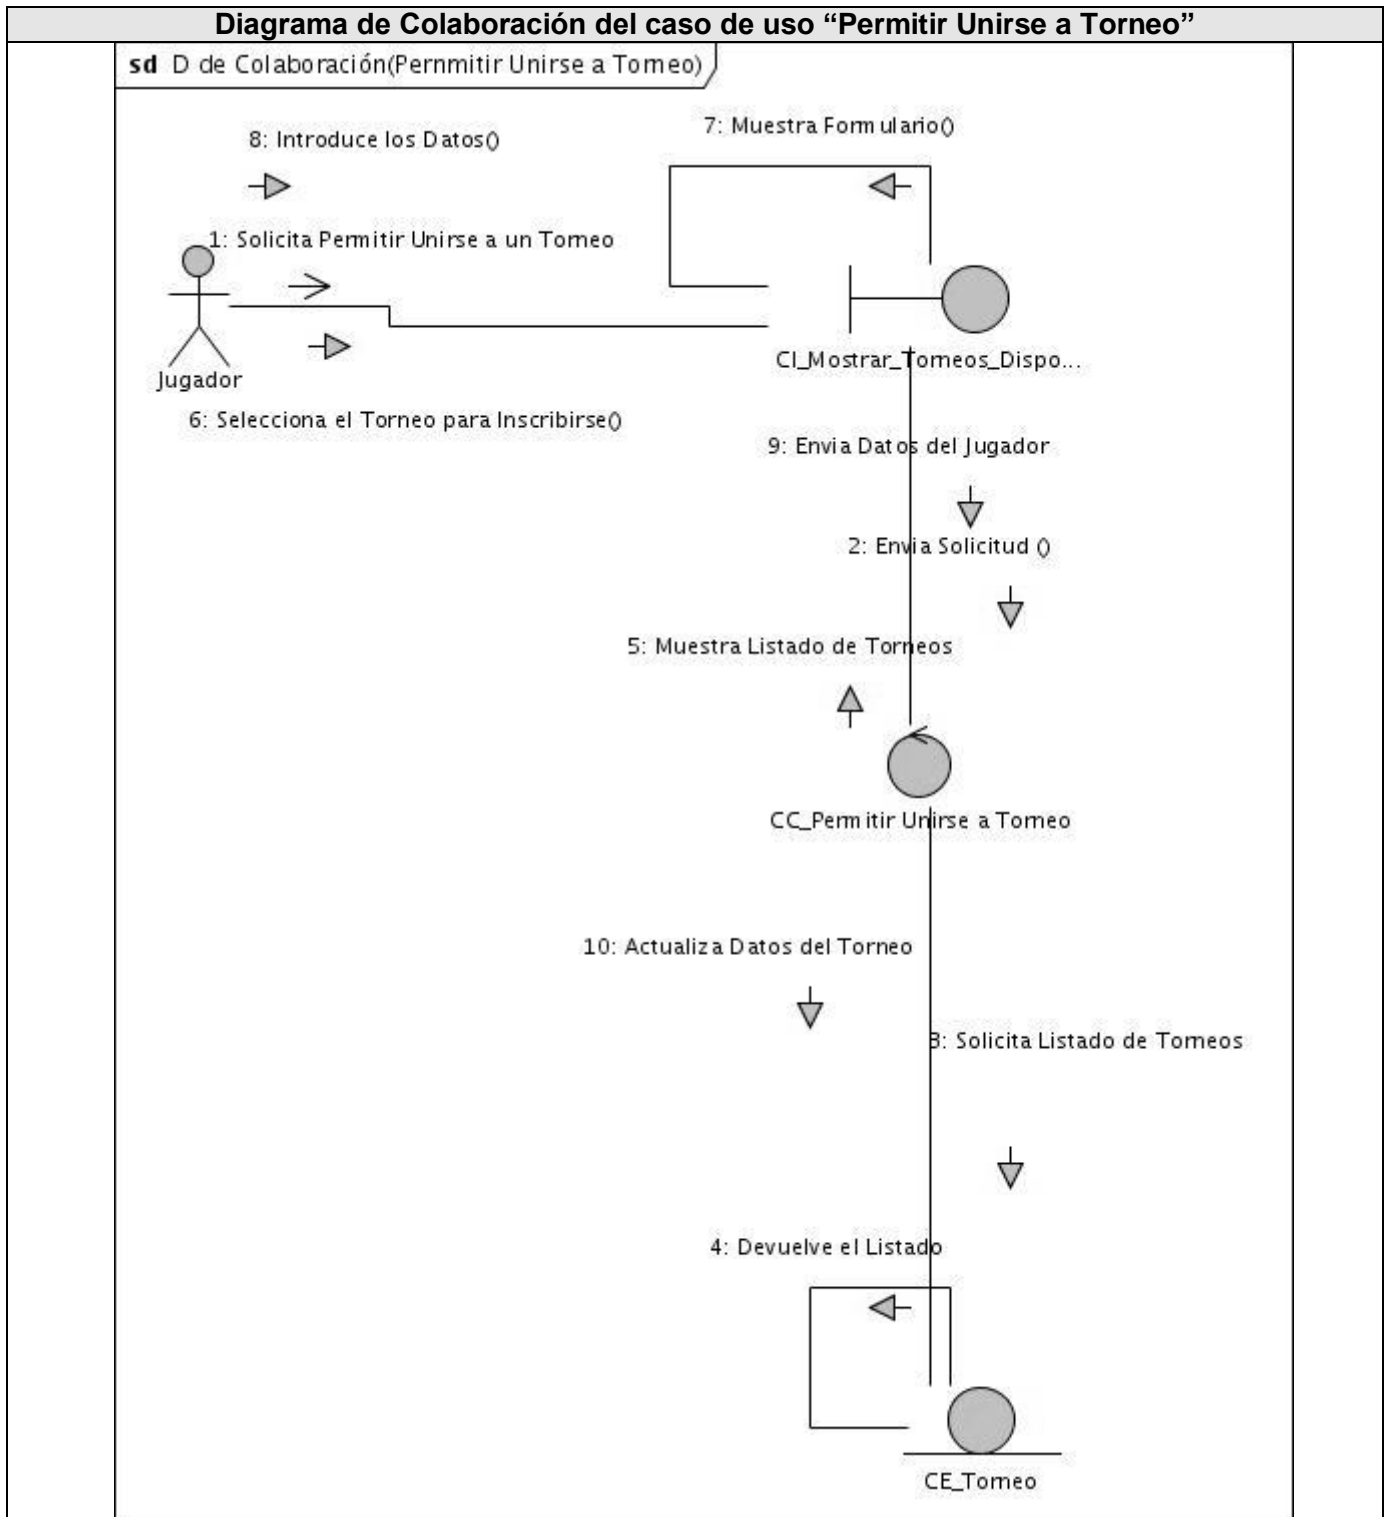 Diagrama de Colaboración del caso de uso “Permitir Unirse a Torneo”
sd D de Colaboración(Pernmitir Unirse a Torneo)
7: Muestra Formulario()
8: Introduce los Datos()
1: Solicita Permitir Unirse a un Torneo
CI_Mostrar_Torneos_Dispo...
Jugador
6: Selecciona el Torneo para Inscribirse()
9: Envia Datos del Jugador
2: Envia Solicitud ()
5: Muestra Listado de Torneos
CC_Permitir Unirse a Torneo
10: Actualiza Datos del Torneo
3: Solicita Listado de Torneos
4: Devuelve el Listado
CE_Torneo